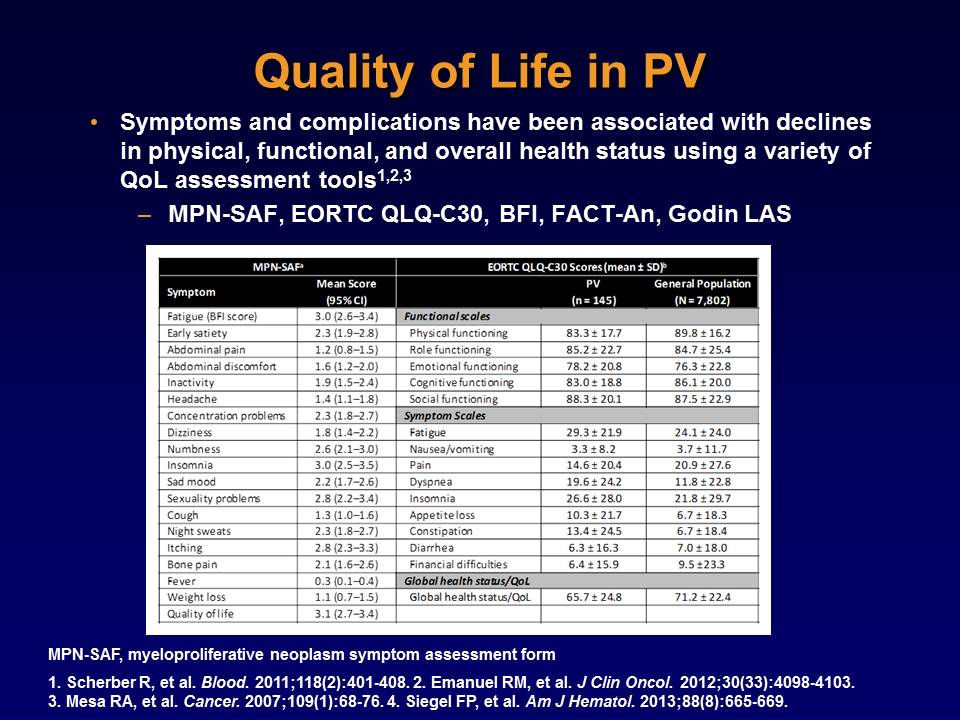 Quality of Life in PV
• Symptoms and complications have been associated with declines
in physical, functional, and overall health status using a variety of
QoL assessment tools1,2,3
– MPN-SAF, EORTC QLQ-C30, BFI, FACT-An, Godin LAS
MPN-SAFa EORTC QLQ-C30 Scores (mean ± SD)b
Symptom Mean Score (95% CI) PV (n = 145) General Population (N = 7,802)
Fatigue (BFI score) 3.0 (2.6–3.4) Functional scales
Early satiety 2.3 (1.9–2.8) Physical functioning 83.3 ± 17.7 89.8 ± 16.2
Abdominal pain 1.2 (0.8–1.5) Role functioning 85.2 ± 22.7 84.7 ± 25.4
Abdominal discomfort 1.6 (1.2–2.0) Emotional functioning 78.2 ± 20.8 76.3 ± 22.8
Inactivity 1.9 (1.5–2.4) Cognitive functioning 83.0 ± 18.8 86.1 ± 20.0
Headache 1.4 (1.1–1.8) Social functioning 88.3 ± 20.1 87.5 ± 22.9
Concentration problems 2.3 (1.8–2.7) Symptom Scales
Dizziness 1.8 (1.4–2.2) Fatigue 29.3 ± 21.9 24.1 ± 24.0
Numbness 2.6 (2.1–3.0) Nausea/vomiting 3.3 ± 8.2 3.7 ± 11.7
Insomnia 3.0 (2.5–3.5) Pain 14.6 ± 20.4 20.9 ± 27.6
Sad mood 2.2 (1.7–2.6) Dyspnea 19.6 ± 24.2 11.8 ± 22.8
Sexuality problems 2.8 (2.2–3.4) Insomnia 26.6 ± 28.0 21.8 ± 29.7
Cough 1.3 (1.0–1.6) Appetite loss 10.3 ± 21.7 6.7 ± 18.3
Night sweats 2.3 (1.8–2.7) Constipation 13.4 ± 24.5 6.7 ± 18.4
Itching 2.8 (2.3–3.3) Diarrhea 6.3 ± 16.3 7.0 ± 18.0
Bone pain 2.1 (1.6–2.6) Financial difficulties 6.4 ± 15.9 9.5 ±23.3
Fever 0.3 (0.1–0.4) Global health status/QoL
Weight loss 1.1 (0.7–1.5) Global health status/QoL 65.7 ± 24.8 71.2 ± 22.4
Quality of life 3.1 (2.7–3.4)
MPN-SAF, myeloproliferative neoplasm symptom assessment form
1. Scherber R, et al. Blood. 2011;118(2):401-408. 2. Emanuel RM, et al. J Clin Oncol. 2012;30(33):4098-4103.
3. Mesa RA, et al. Cancer. 2007;109(1):68-76. 4. Siegel FP, et al. Am J Hematol. 2013;88(8):665-669.